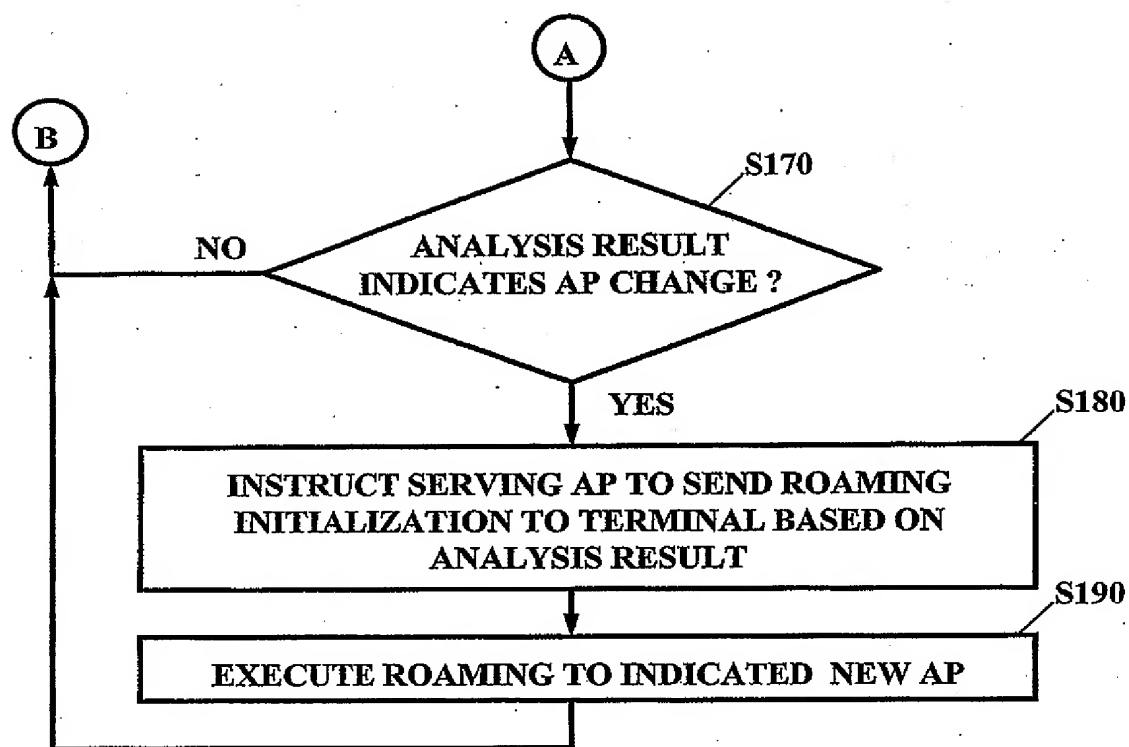 A
B
S170
NO
ANALYSIS RESULT
INDICATES AP CHANGE ?
YES
S180
INSTRUCT SERVING AP TO SEND ROAMING
INITIALIZATION TO TERMINAL BASED ON
ANALYSIS RESULT
S190
EXECUTE ROAMING TO INDICATED NEW AP